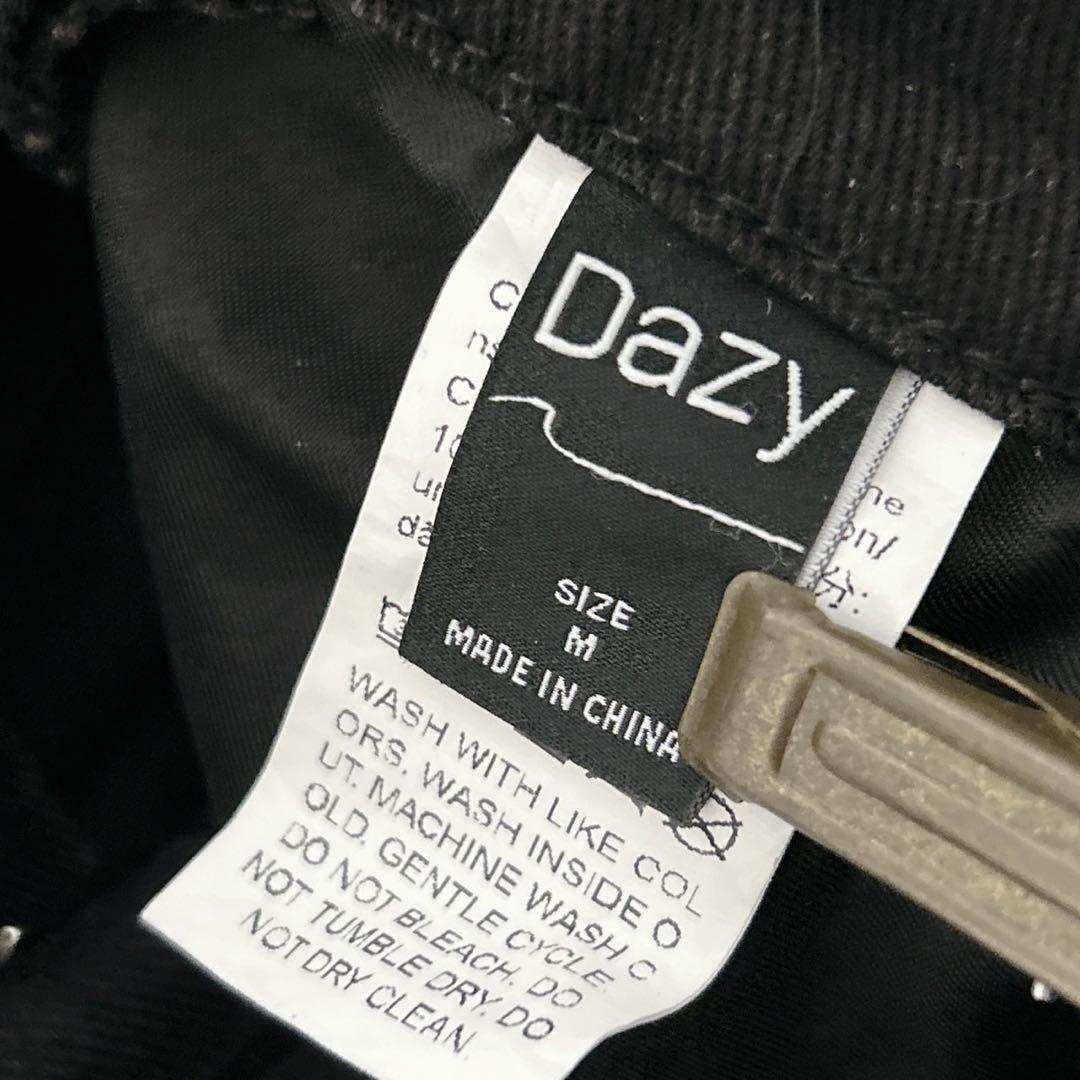 Dazy
SIZE
M
MADE IN CHINA
分:
WASH WITH LIKE COL
ORS. WASH INSIDE O
UT. MACHINE WASH C
OLD. GENTLE CYCLE.
DO NOT BLEACH. DO
NOT TUMBLE DRY. DO
NOT DRY CLEAN.